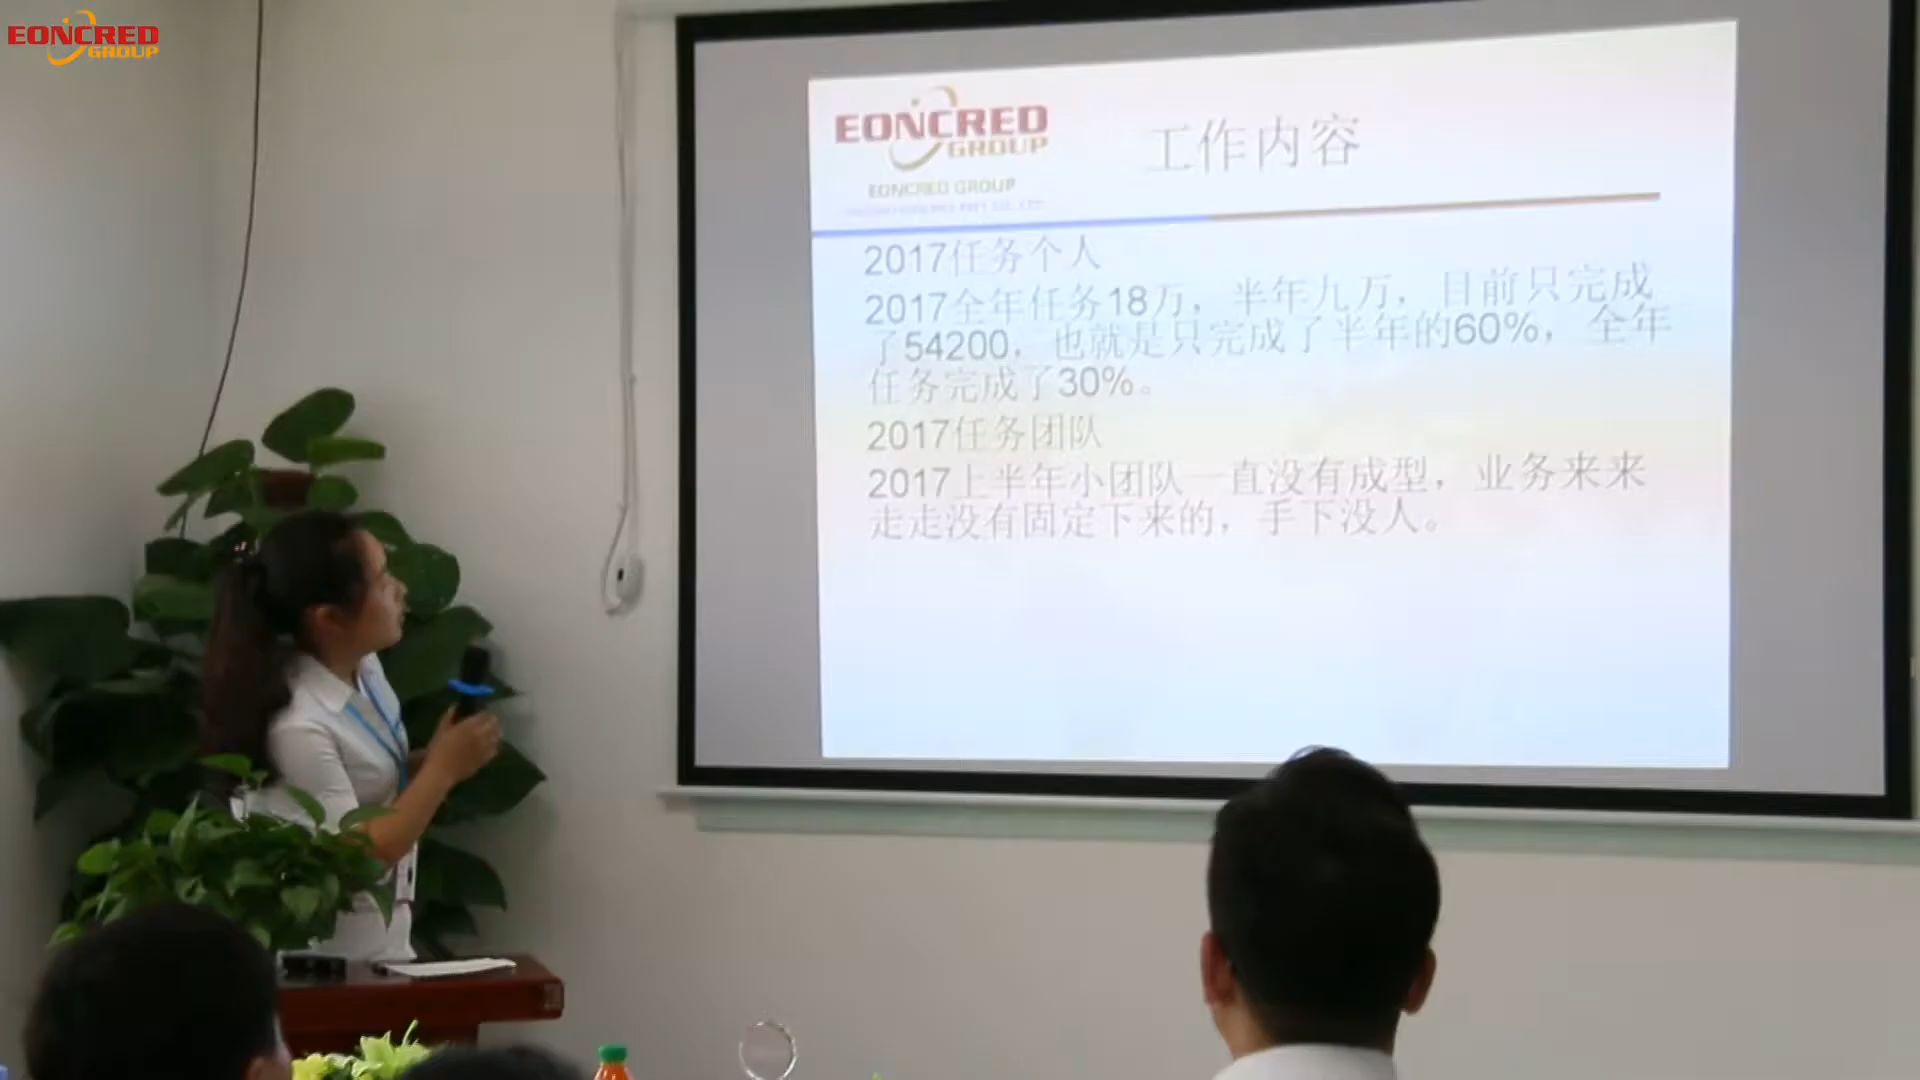 EONCRED
GROUP
EONCRED
GROUP
工作内容
EONCRED GROUP
2017任务个人
2017全年任务18万，半年九万，目前只完成
了54200，也就是只完成了半年的60%，全年
任务完成了30%。
2017任务团队
2017上半年小团队一直没有成型，业务来来
走走没有固定下来的，手下没人。